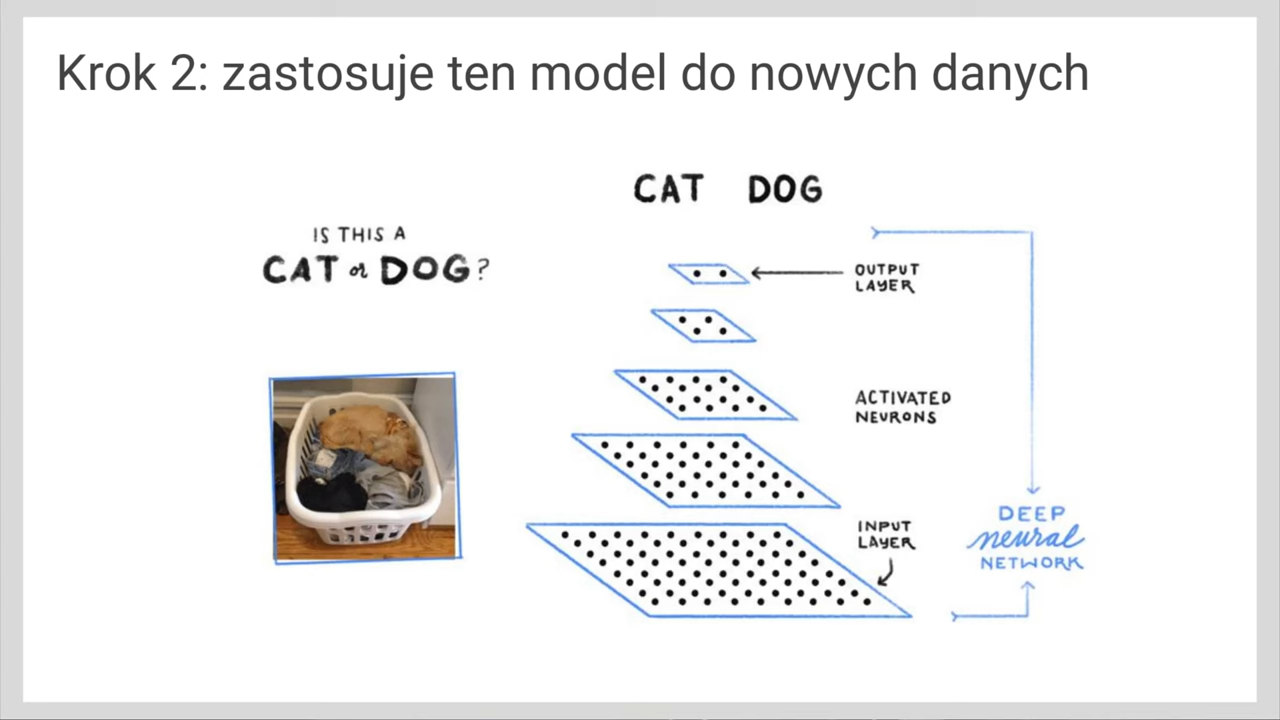 Krok 2: zastosuje ten model do nowych danych
CAT DOG
IS THIS A
CAT or DOG?
OUTPUT
LAYER
ACTIVATED
NEURONS
INPUT
LAYER
DEEP
neural
NETWORK